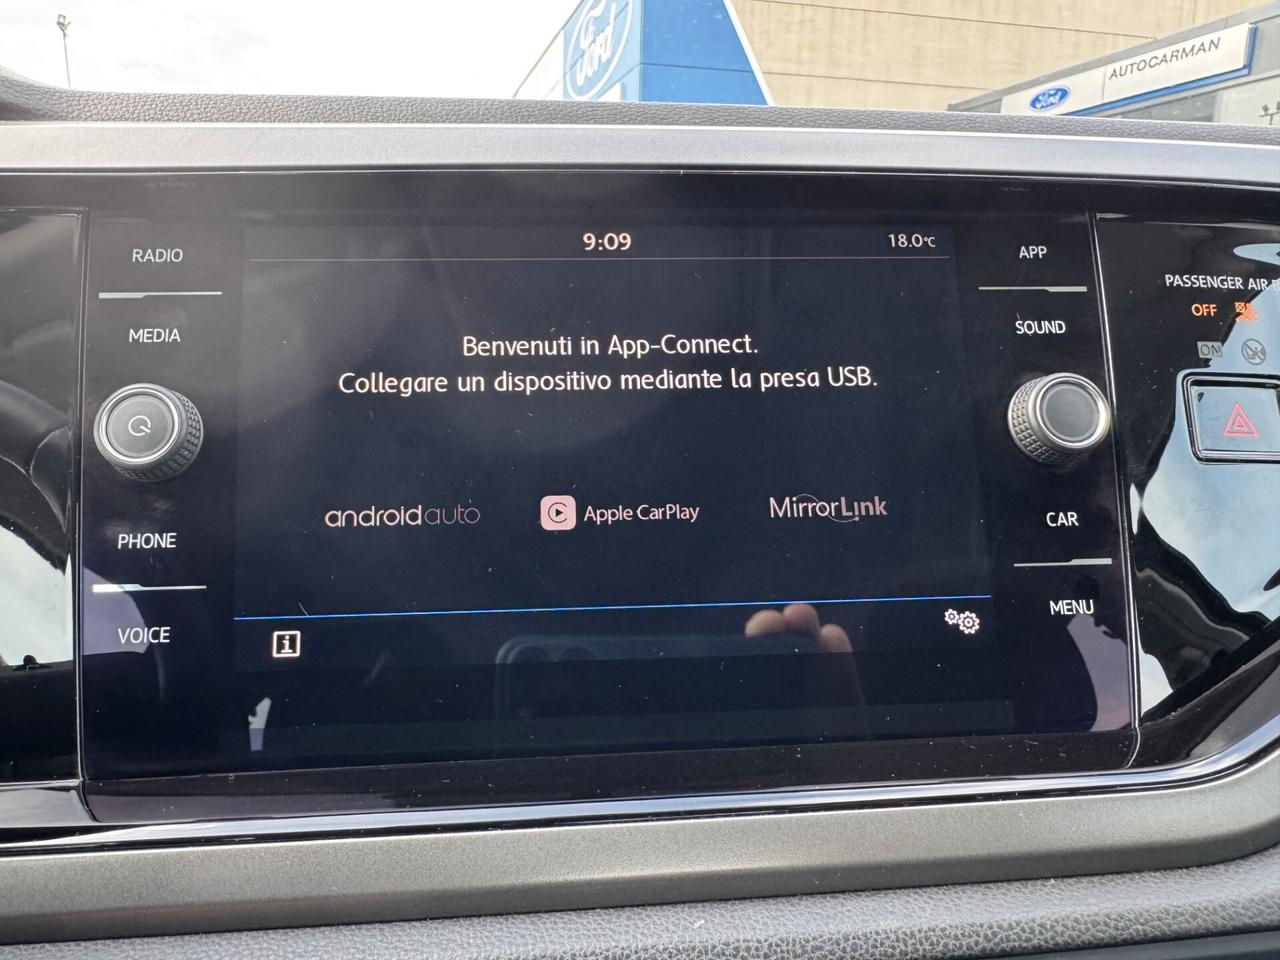 Ford
Ford
AUTOCARMAN
RADIO
MEDIA
PHONE
VOICE
9:09
18.0°C
Benvenuti in App-Connect.
Collegare un dispositivo mediante la presa USB.
androidauto
Apple CarPlay
MirrorLink
i
APP
SOUND
CAR
MENU
PASSENGER AIR
OFF
ON